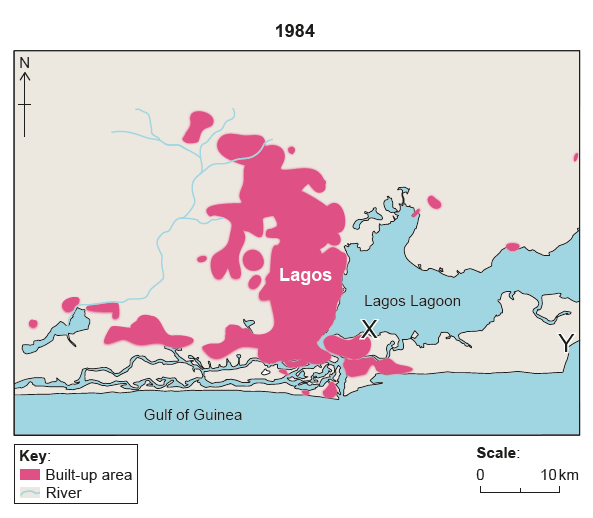 1984
N
Lagos
Lagos Lagoon
X
Y
Gulf of Guinea
Key:
Built-up area
River
Scale:
0 10 km